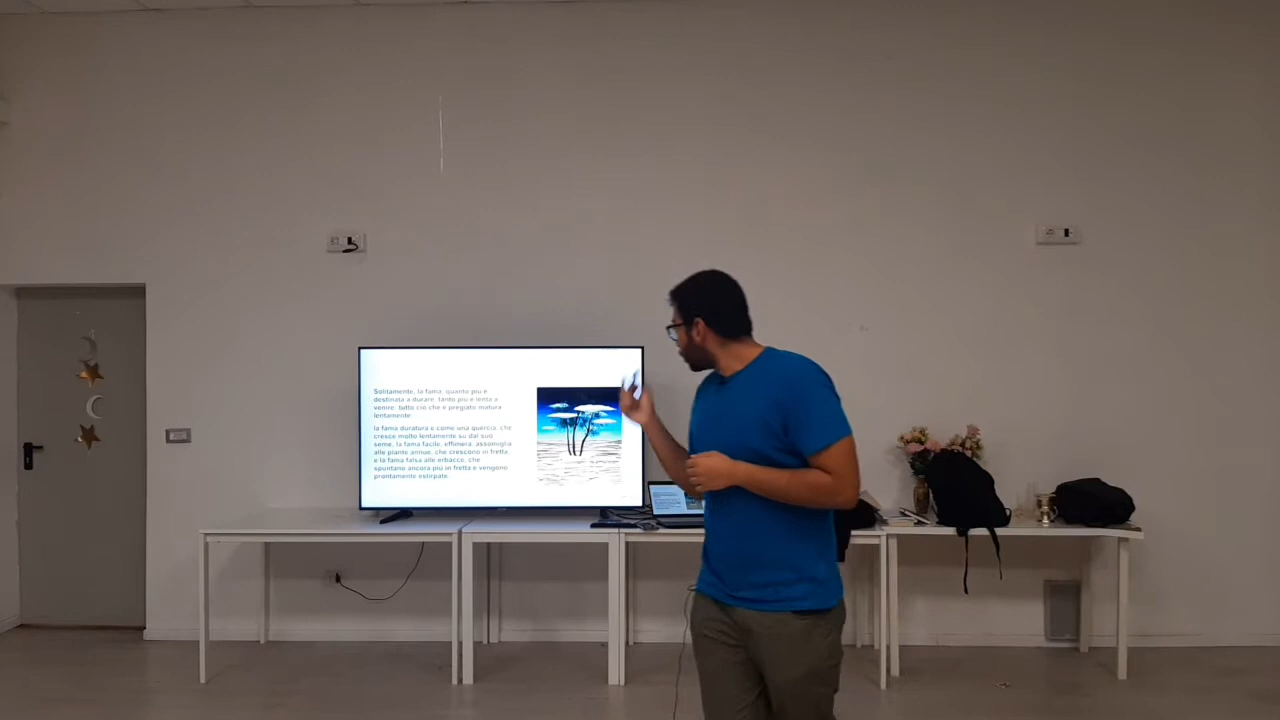 Solitamente, la fama, quanto più è
destinata a durare, tanto più è lenta a
venire: tutto ciò che è pregiato matura
lentamente.
la fama duratura è come una quercia, che
cresce molto lentamente su dal suo
seme; la fama facile, effimera, assomiglia
alle piante annue, che crescono in fretta,
e la fama falsa alle erbacce, che
spuntano ancora più in fretta e vengono
prontamente estirpate.